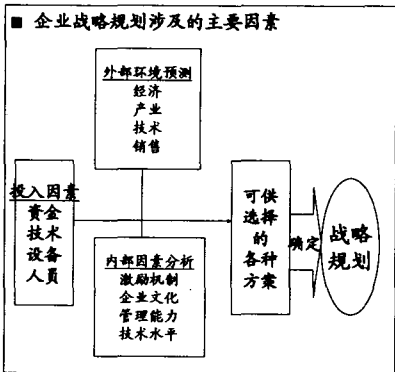 ■ 企业战略规划涉及的主要因素
外部环境预测
经济
产业
技术
销售
投入因素
资金
技术
设备
人员
内部因素分析
激励机制
企业文化
管理能力
技术水平
可供
选择
的
各种
方案
确定
战略
规划